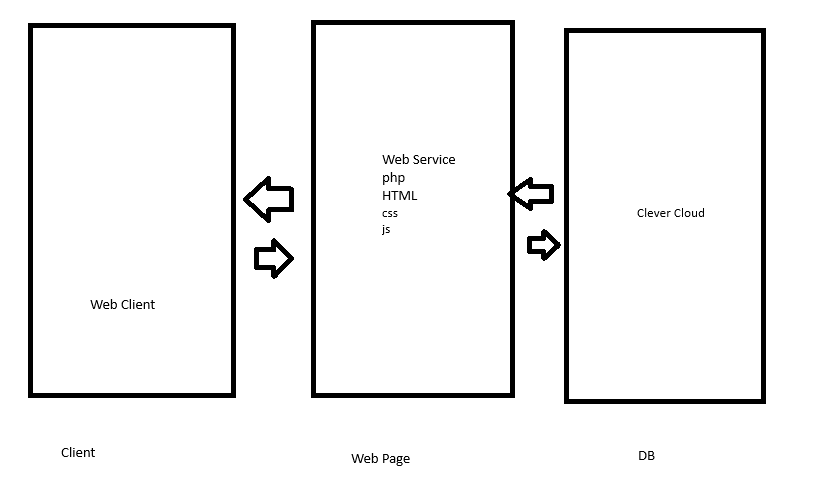 Web Client
Web Service
php
HTML
css
js
Clever Cloud
Client
Web Page
DB